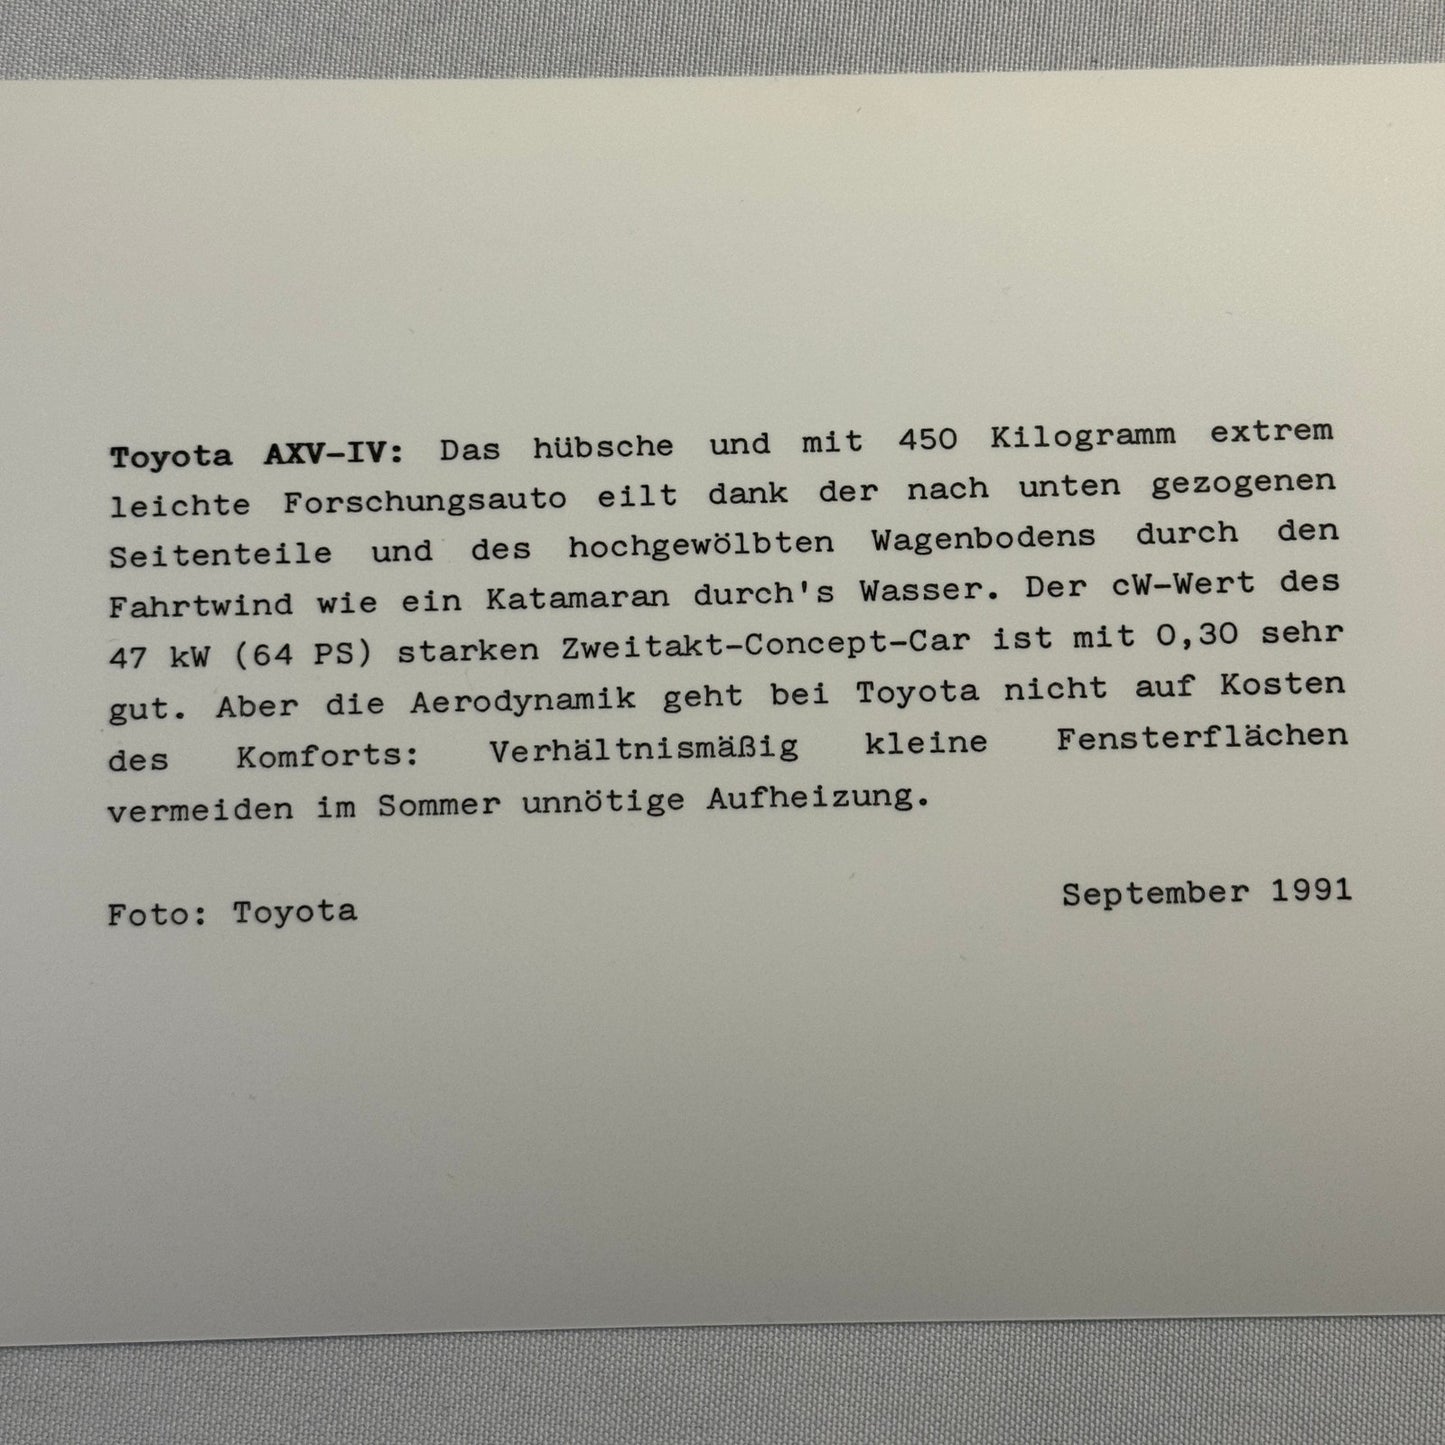 Toyota AXV-IV: Das hübsche und mit 450 Kilogramm extrem
leichte Forschungsauto eilt dank der nach unten gezogenen
Seitenteile und des hochgewölbten Wagenbodens durch den
Fahrtwind wie ein Katamaran durch's Wasser. Der cW-Wert des
47 kW (64 PS) starken Zweitakt-Concept-Car ist mit 0,30 sehr
gut. Aber die Aerodynamik geht bei Toyota nicht auf Kosten
des Komforts: Verhältnismäßig kleine Fensterflächen
vermeiden im Sommer unnötige Aufheizung.
Foto: Toyota September 1991